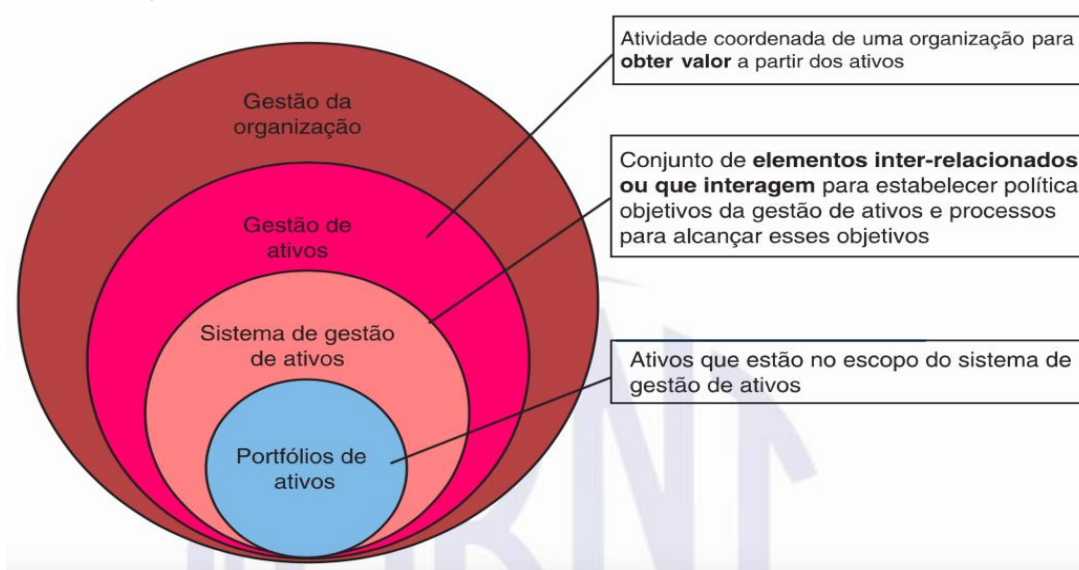 Atividade coordenada de uma organização para
obter valor a partir dos ativos
Gestão da
organização
Conjunto de elementos inter-relacionados
ou que interagem para estabelecer política
objetivos da gestão de ativos e processos
para alcançar esses objetivos
Gestão de
ativos
Sistema de gestão
de ativos
Ativos que estão no escopo do sistema de
gestão de ativos
Portfólios de
ativos